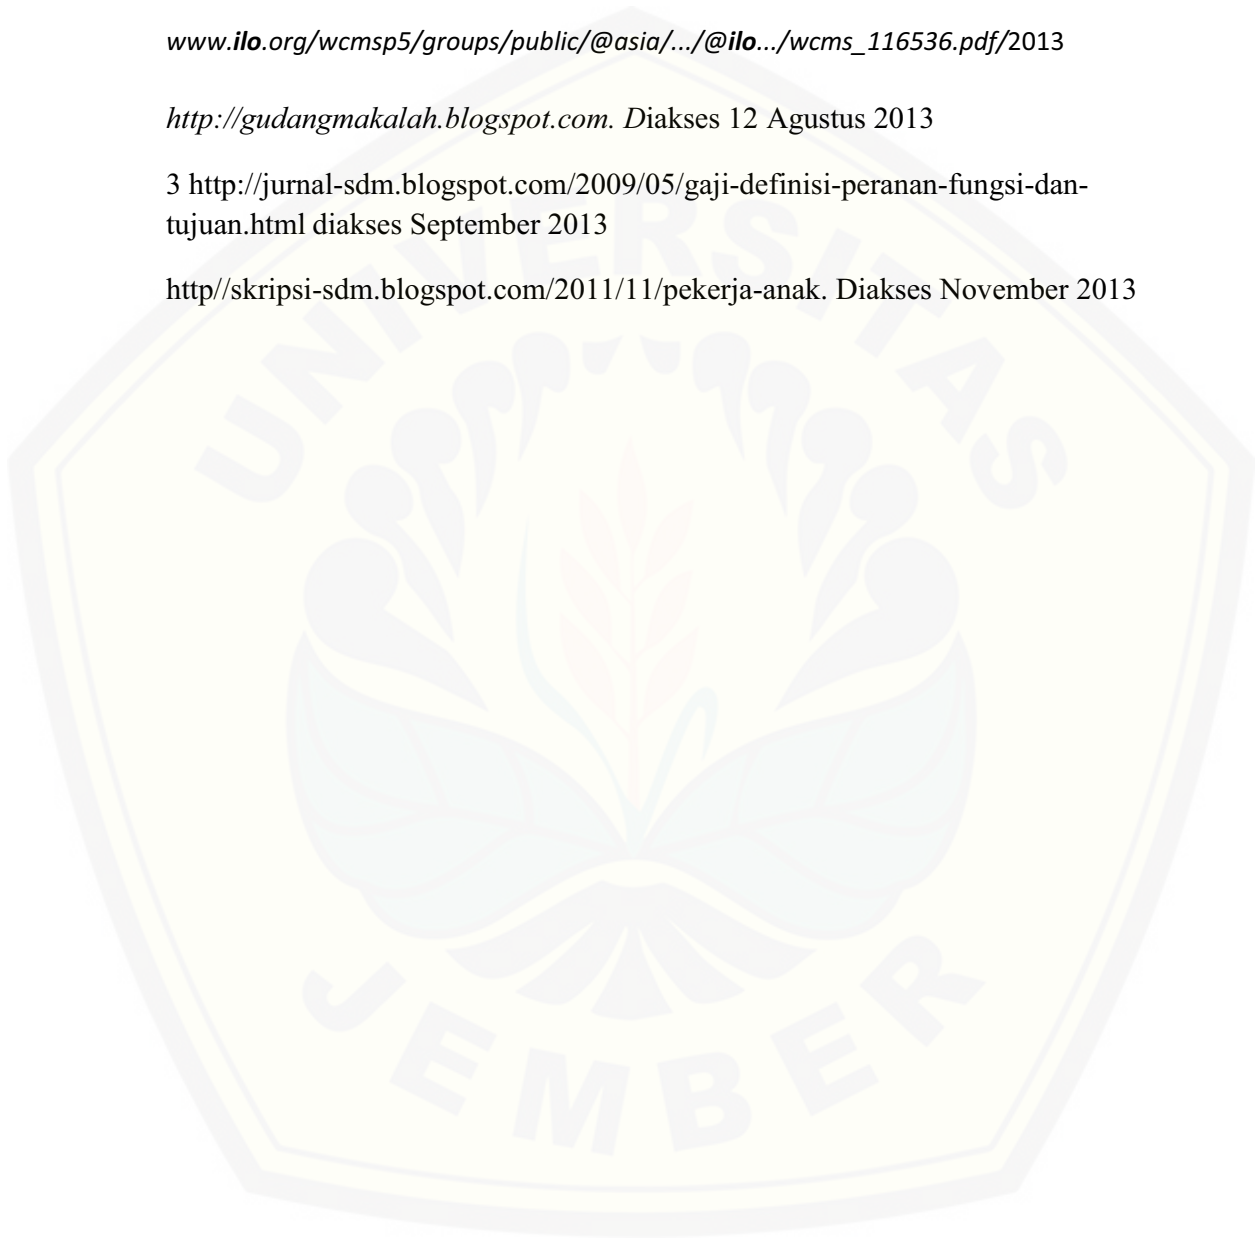 www.ilo.org/wcmsp5/groups/public/@asia/.../@ilo.../wcms_116536.pdf/2013
http://gudangmakalah.blogspot.com. Diakses 12 Agustus 2013
3 http://jurnal-sdm.blogspot.com/2009/05/gaji-definisi-peranan-fungsi-dan-
tujuan.html diakses September 2013
http//skripsi-sdm.blogspot.com/2011/11/pekerja-anak. Diakses November 2013
UNIVERSITAS
JEMBER